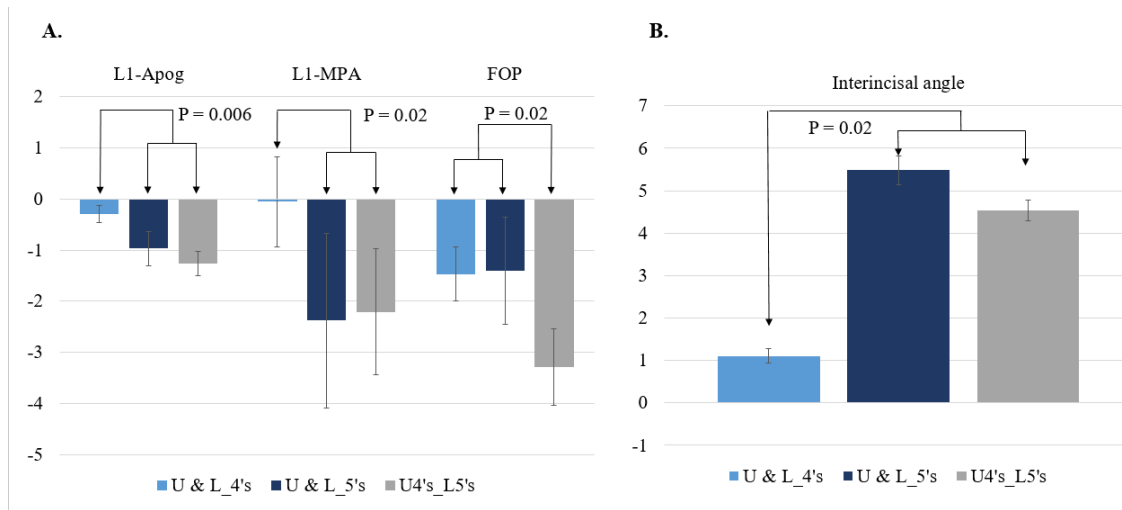 A.
L1-Apog L1-MPA FOP
P = 0.006 P = 0.02 P = 0.02
2
1
0
-1
-2
-3
-4
-5
U & L_4's U & L_5's U4's_L5's
B.
Interincisal angle
P = 0.02
7
6
5
4
3
2
1
0
-1
U & L_4's U & L_5's U4's_L5's